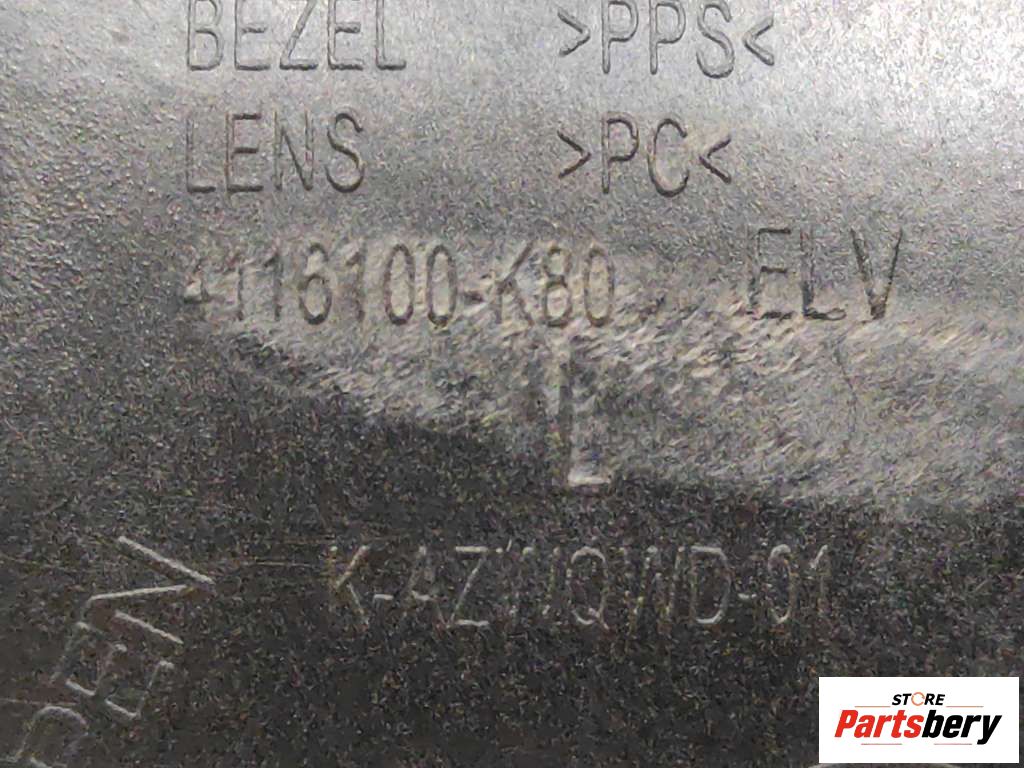 BEZEL >PPS<
LENS >PC<
4116100-K80 ELV
L
K-AZWQWD-01
STORE
Partsbery